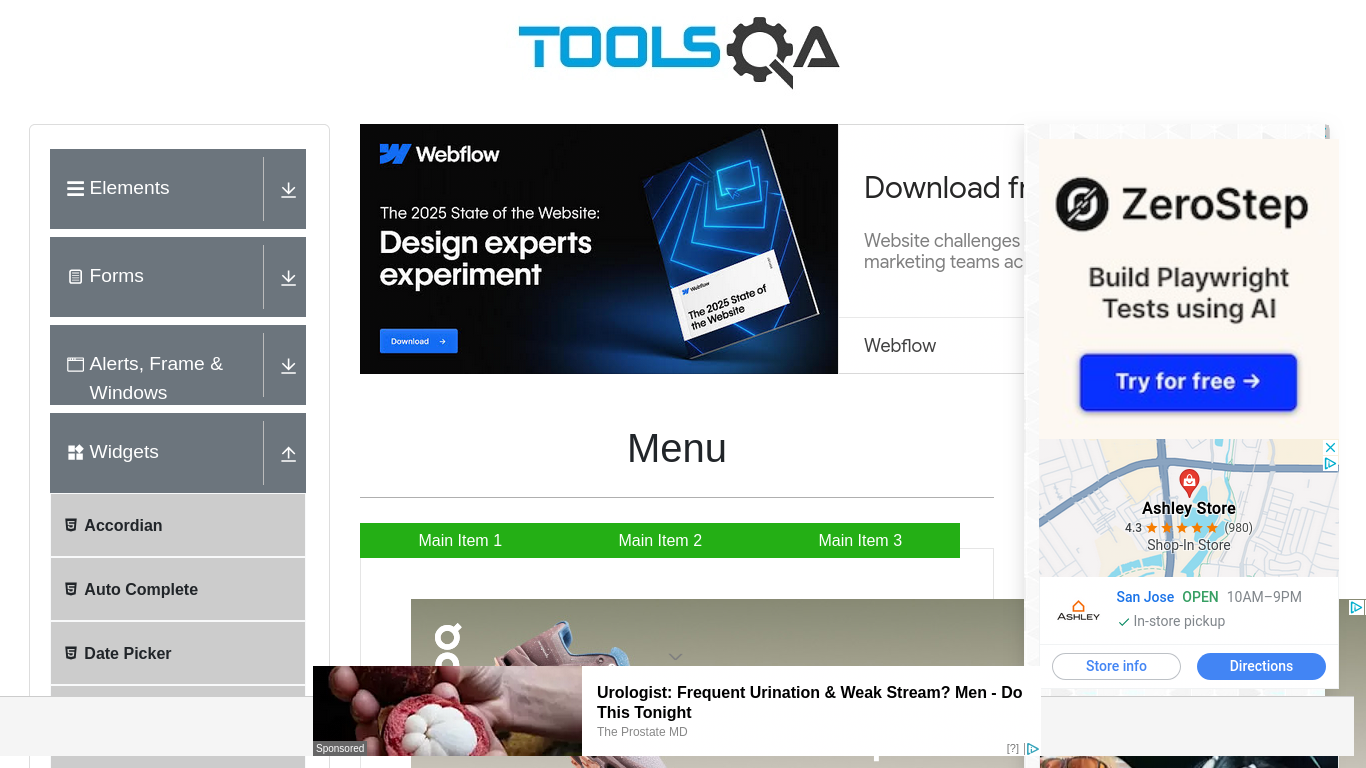 TOOLSQA
Elements
Forms
Alerts, Frame &
Windows
Widgets
Accordian
Auto Complete
Date Picker
Webflow
The 2025 State of the Website:
Design experts
experiment
Download →
Webflow
The 2025 State of
the Website
Download fr
Website challenges
marketing teams ac
Webflow
Menu
Main Item 1
Main Item 2
Main Item 3
ZeroStep
Build Playwright
Tests using AI
Try for free →
Ashley Store
4.3 (980)
Shop-In Store
ASHLEY
San Jose OPEN 10AM–9PM
In-store pickup
Store info
Directions
Sponsored
Urologist: Frequent Urination & Weak Stream? Men - Do
This Tonight
The Prostate MD
[?]